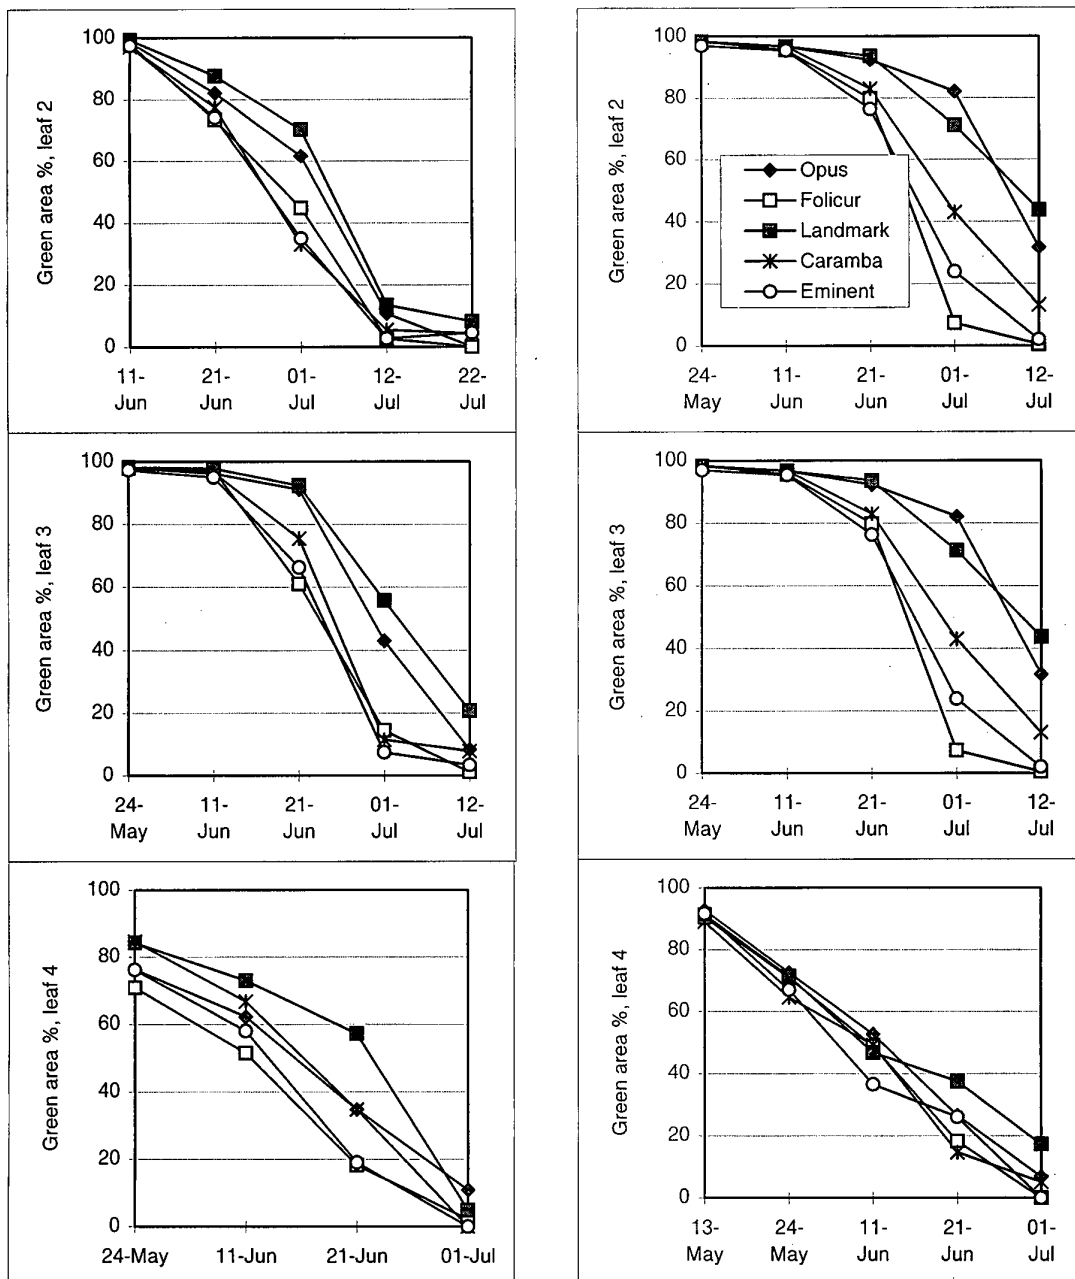 Green area %, leaf 2
100
80
60
40
20
0
11-Jun
21-Jun
01-Jul
12-Jul
22-Jul
Green area %, leaf 2
100
80
60
40
20
0
Opus
Folicur
Landmark
Caramba
Eminent
24-May
11-Jun
21-Jun
01-Jul
12-Jul
Green area %, leaf 3
100
80
60
40
20
0
24-May
11-Jun
21-Jun
01-Jul
12-Jul
Green area %, leaf 3
100
80
60
40
20
0
24-May
11-Jun
21-Jun
01-Jul
12-Jul
Green area %, leaf 4
100
80
60
40
20
0
24-May
11-Jun
21-Jun
01-Jul
Green area %, leaf 4
100
80
60
40
20
0
13-May
24-May
11-Jun
21-Jun
01-Jul